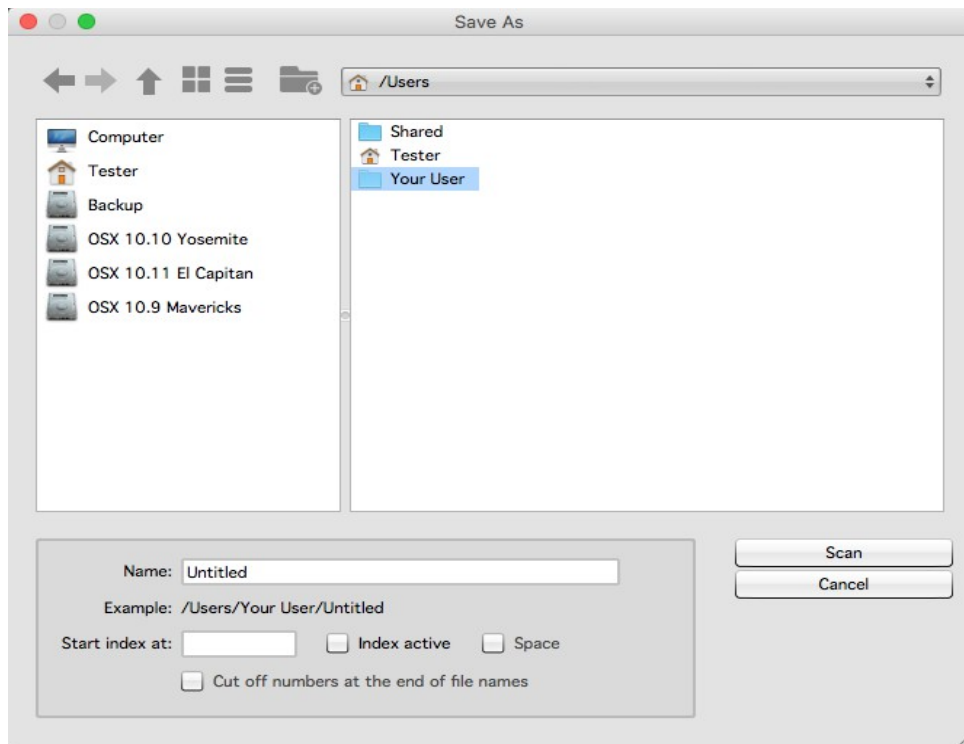 Save As
/Users
Computer
Tester
Backup
OSX 10.10 Yosemite
OSX 10.11 El Capitan
OSX 10.9 Mavericks
Shared
Tester
Your User
Name: Untitled
Example: /Users/Your User/Untitled
Start index at: Index active Space
Cut off numbers at the end of file names
Scan
Cancel